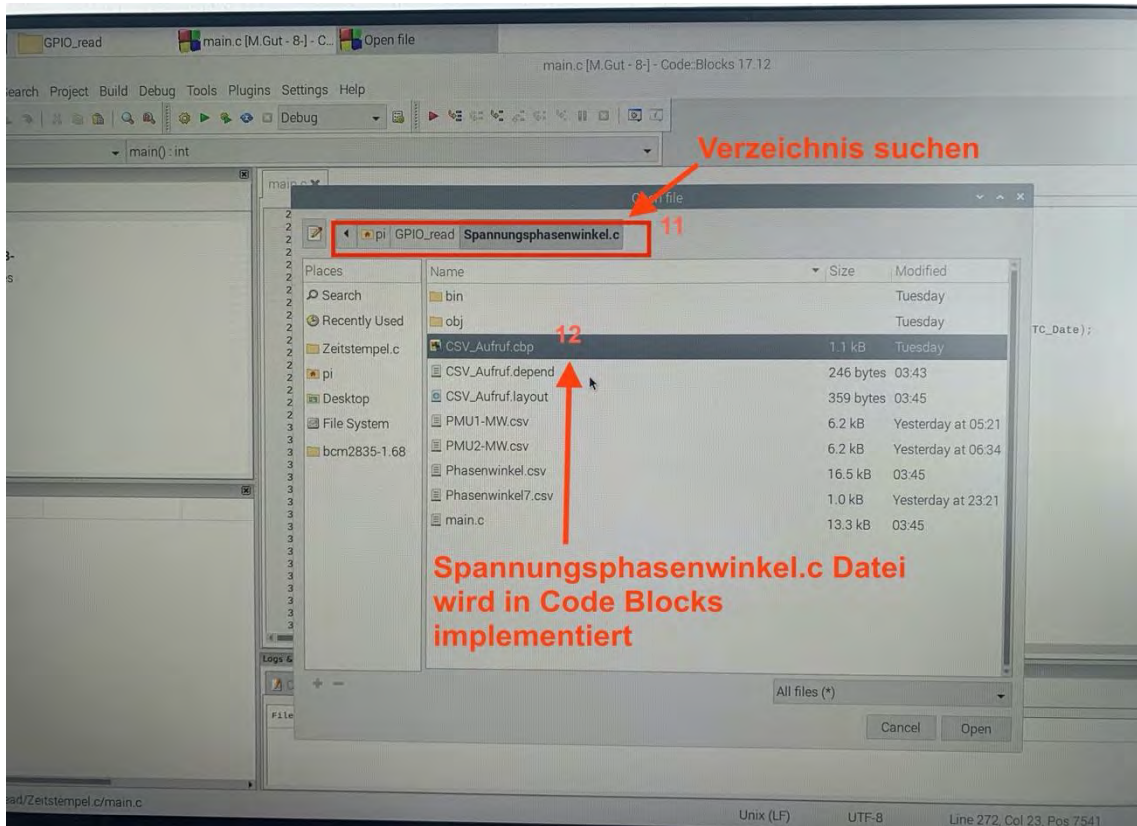 GPIO_read
main.c [M.Gut - 8-] - C...
Open file
main.c [M.Gut - 8-] - Code::Blocks 17.12
Search Project Build Debug Tools Plugins Settings Help
Debug
main() : int
Verzeichnis suchen
main.c
Open file
pi GPIO_read Spannungsphasenwinkel.c
11
Places
Name Size Modified
Search
bin Tuesday
Recently Used
obj Tuesday
12
TC_Date);
Zeitstempel.c
CSV_Aufruf.cbp 1.1 kB Tuesday
pi
CSV_Aufruf.depend 246 bytes 03:43
Desktop
CSV_Aufruf.layout 359 bytes 03:45
File System
PMU1-MW.csv 6.2 kB Yesterday at 05:21
bcm2835-1.68
PMU2-MW.csv 6.2 kB Yesterday at 06:34
Phasenwinkel.csv 16.5 kB 03:45
Phasenwinkel7.csv 1.0 kB Yesterday at 23:21
main.c 13.3 kB 03:45
Spannungsphasenwinkel.c Datei
wird in Code Blocks
implementiert
Logs &
All files (*)
File
Cancel Open
ead/Zeitstempel.c/main.c
Unix (LF) UTF-8 Line 272, Col 23, Pos 7541